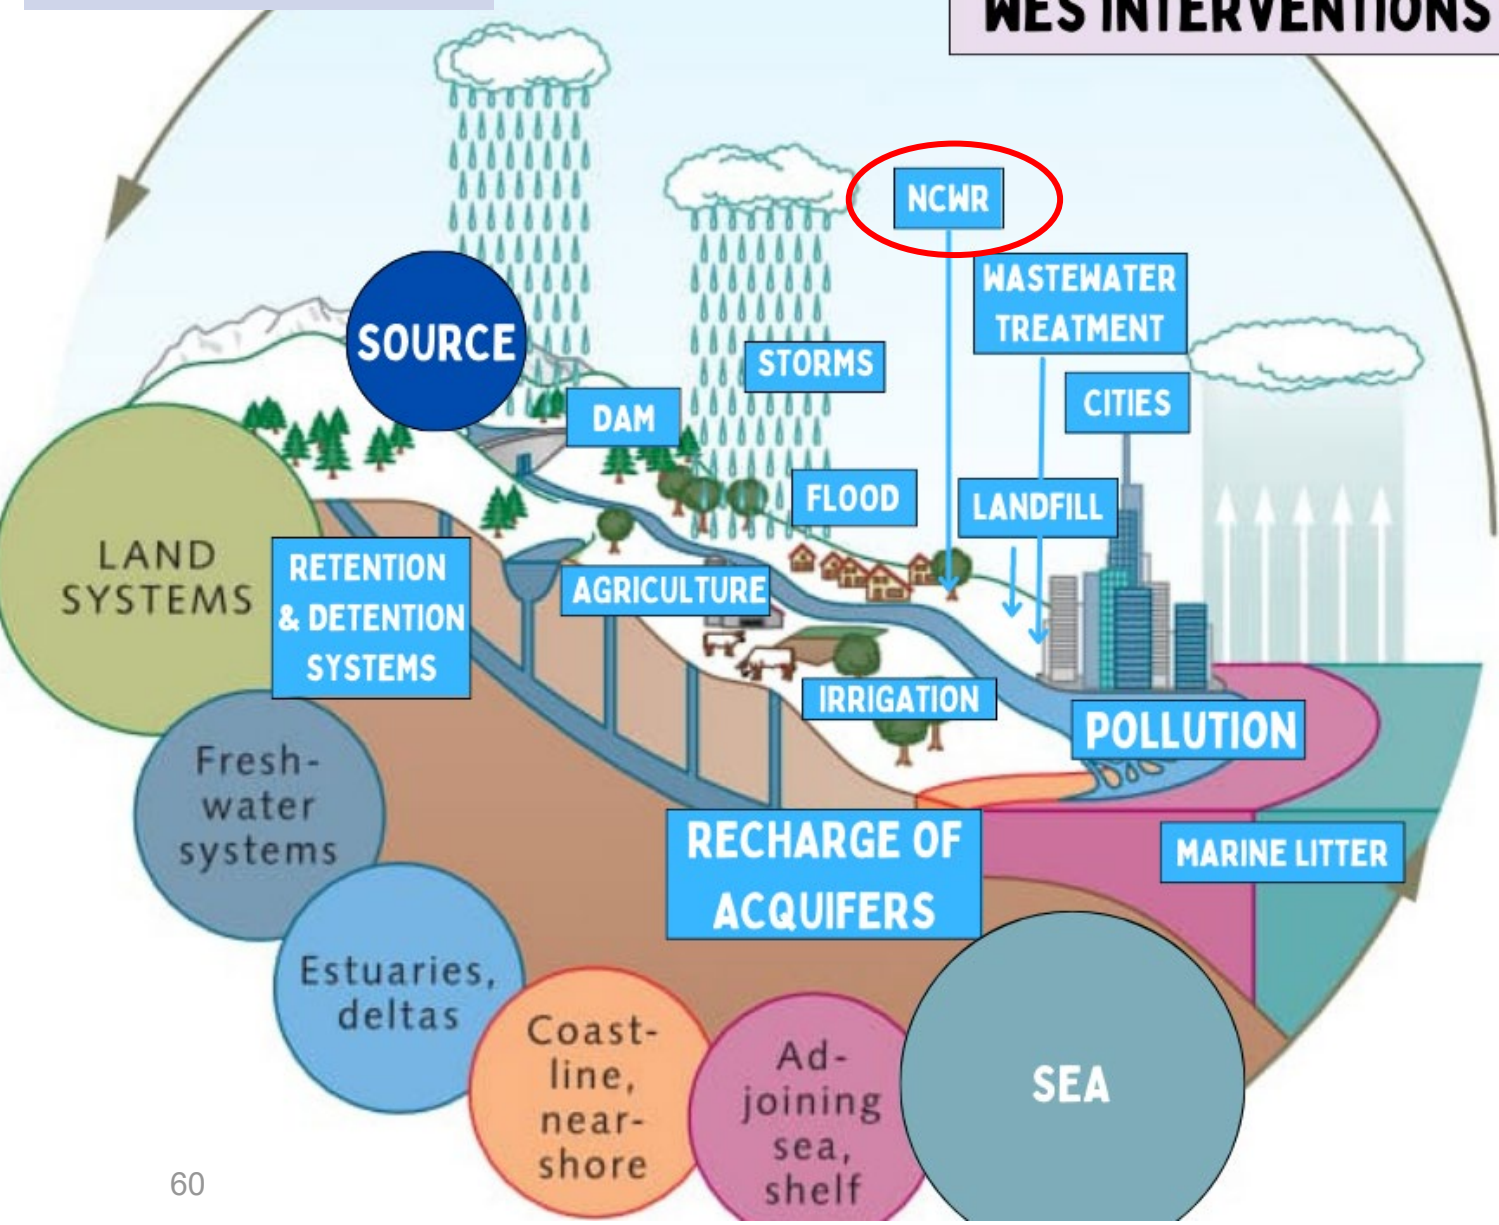 WES INTERVENTIONS
NCWR
WASTEWATER
TREATMENT
SOURCE
STORMS
DAM
CITIES
FLOOD
LANDFILL
LAND
SYSTEMS
RETENTION
& DETENTION
SYSTEMS
AGRICULTURE
IRRIGATION
POLLUTION
Fresh-
water
systems
RECHARGE OF
ACQUIFERS
MARINE LITTER
Estuaries,
deltas
Coast-
line,
near-
shore
Ad-
joining
sea,
shelf
SEA
60